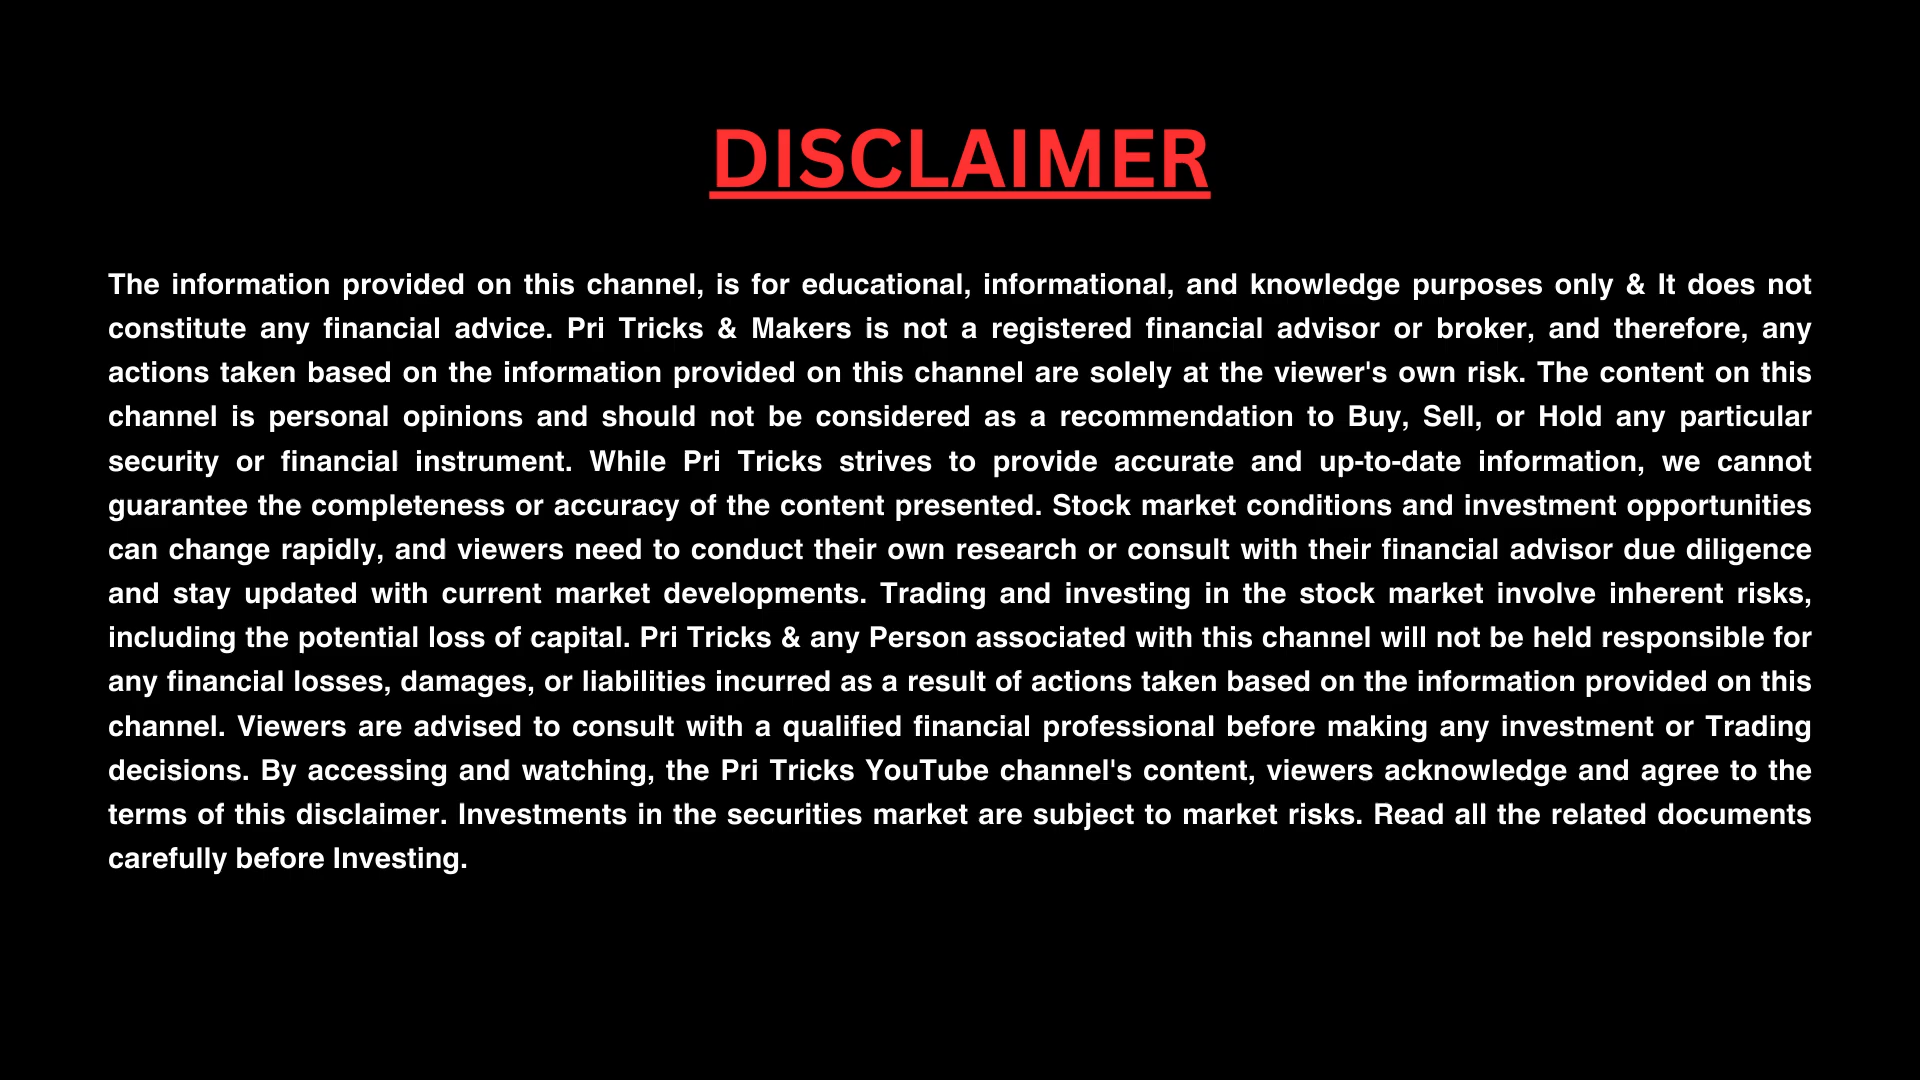 DISCLAIMER
The information provided on this channel, is for educational, informational, and knowledge purposes only & It does not
constitute any financial advice. Pri Tricks & Makers is not a registered financial advisor or broker, and therefore, any
actions taken based on the information provided on this channel are solely at the viewer's own risk. The content on this
channel is personal opinions and should not be considered as a recommendation to Buy, Sell, or Hold any particular
security or financial instrument. While Pri Tricks strives to provide accurate and up-to-date information, we cannot
guarantee the completeness or accuracy of the content presented. Stock market conditions and investment opportunities
can change rapidly, and viewers need to conduct their own research or consult with their financial advisor due diligence
and stay updated with current market developments. Trading and investing in the stock market involve inherent risks,
including the potential loss of capital. Pri Tricks & any Person associated with this channel will not be held responsible for
any financial losses, damages, or liabilities incurred as a result of actions taken based on the information provided on this
channel. Viewers are advised to consult with a qualified financial professional before making any investment or Trading
decisions. By accessing and watching, the Pri Tricks YouTube channel's content, viewers acknowledge and agree to the
terms of this disclaimer. Investments in the securities market are subject to market risks. Read all the related documents
carefully before Investing.